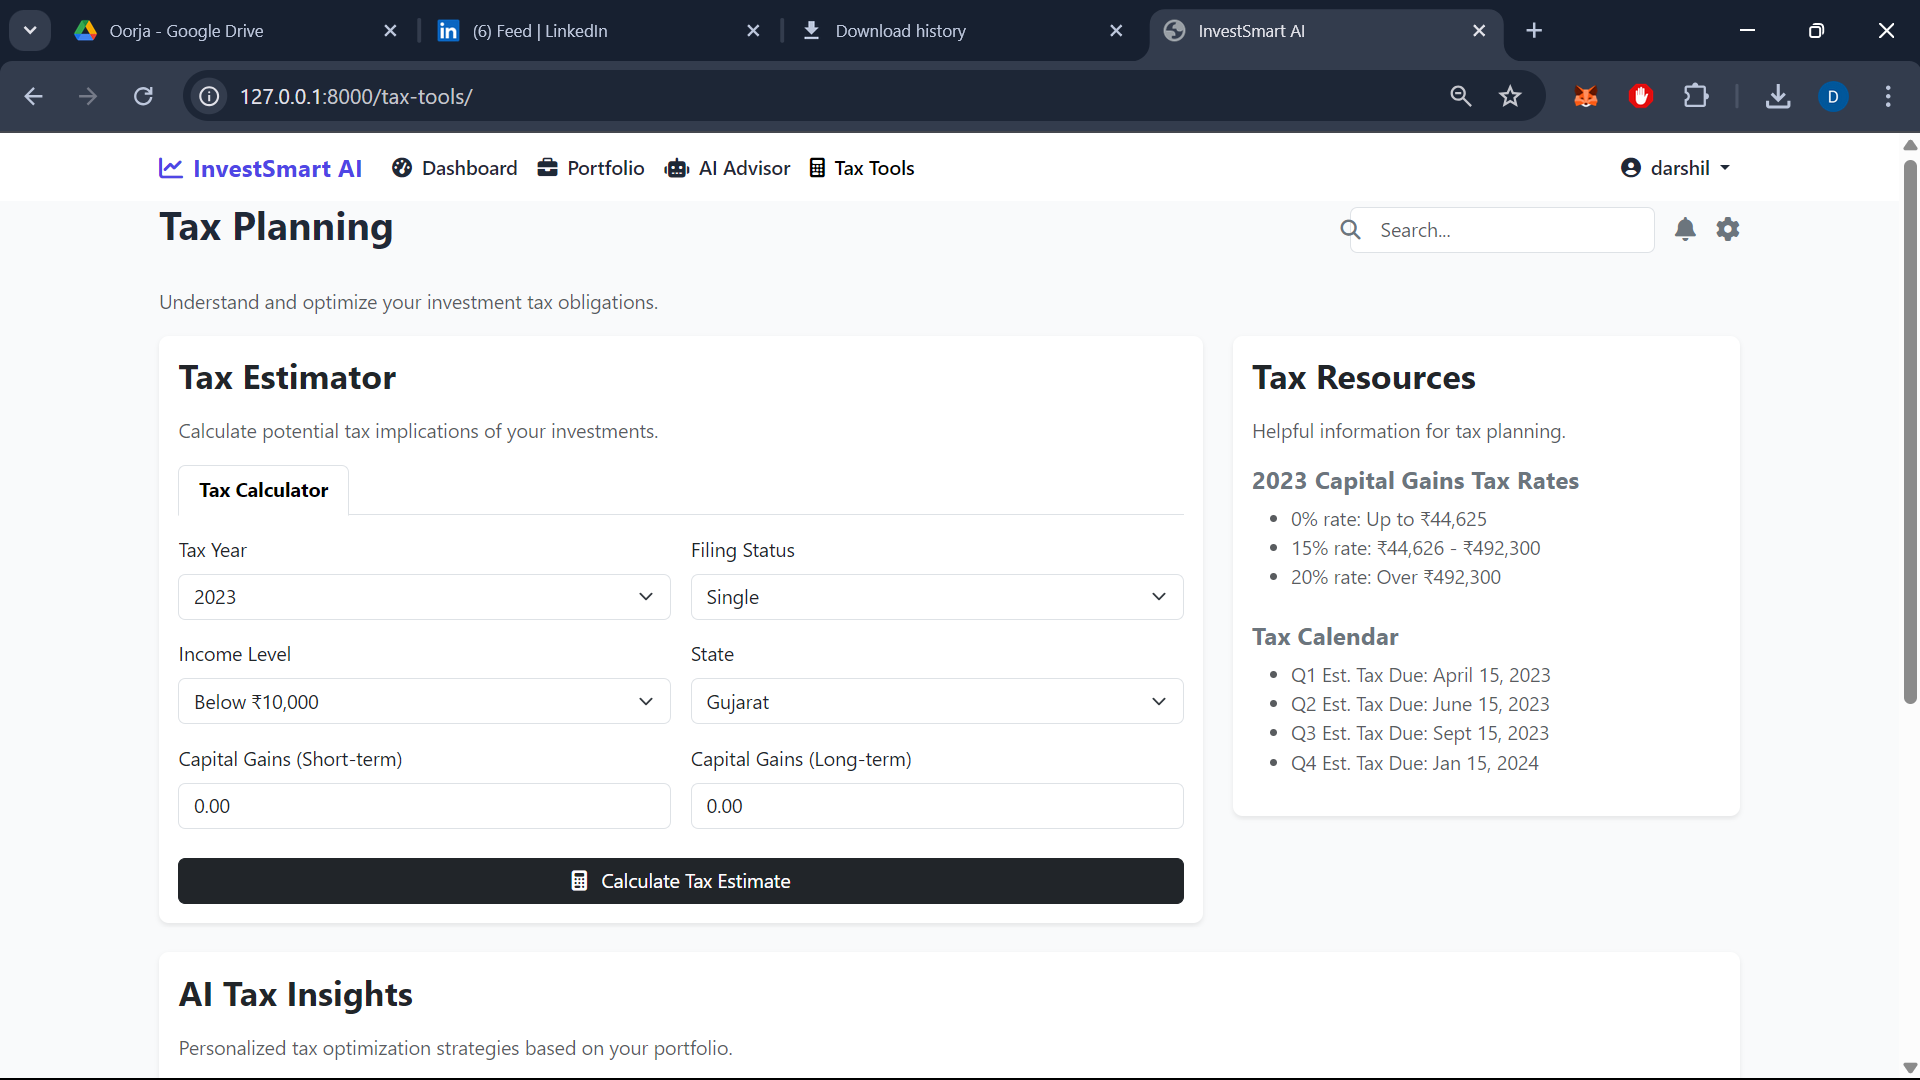 Oorja - Google Drive
(6) Feed | LinkedIn
Download history
InvestSmart AI
127.0.0.1:8000/tax-tools/
D
InvestSmart AI
Dashboard
Portfolio
AI Advisor
Tax Tools
darshil
Tax Planning
Search...
Understand and optimize your investment tax obligations.
Tax Estimator
Calculate potential tax implications of your investments.
Tax Calculator
Tax Year
Filing Status
2023
Single
Income Level
State
Below ₹10,000
Gujarat
Capital Gains (Short-term)
Capital Gains (Long-term)
0.00
0.00
Calculate Tax Estimate
Tax Resources
Helpful information for tax planning.
2023 Capital Gains Tax Rates
• 0% rate: Up to ₹44,625
• 15% rate: ₹44,626 - ₹492,300
• 20% rate: Over ₹492,300
Tax Calendar
• Q1 Est. Tax Due: April 15, 2023
• Q2 Est. Tax Due: June 15, 2023
• Q3 Est. Tax Due: Sept 15, 2023
• Q4 Est. Tax Due: Jan 15, 2024
AI Tax Insights
Personalized tax optimization strategies based on your portfolio.